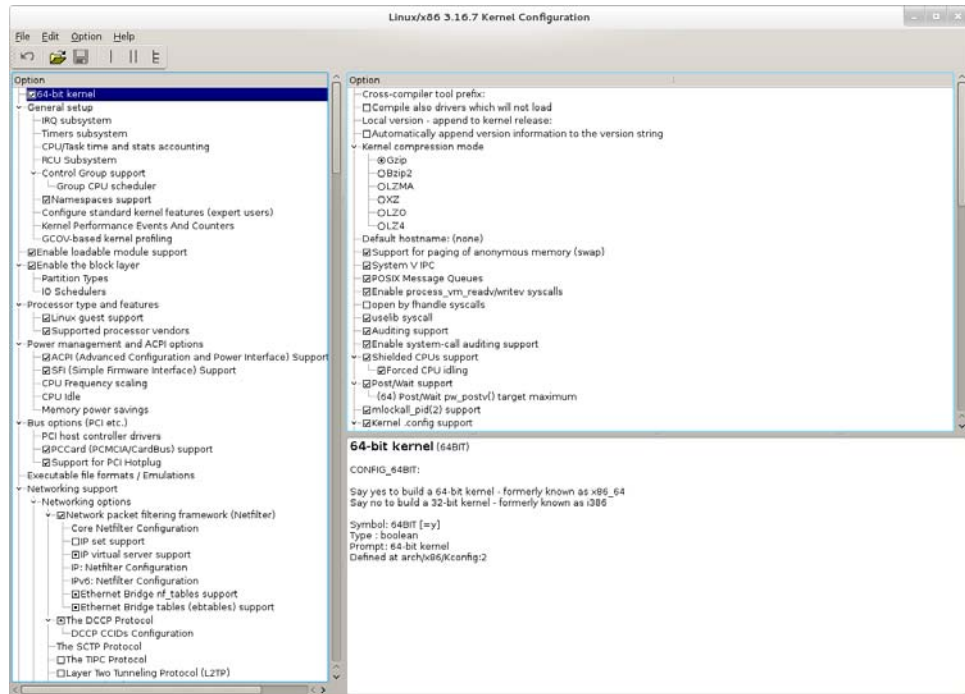 Linux/x86 3.16.7 Kernel Configuration
File Edit Option Help
Option
64-bit kernel
General setup
IRQ subsystem
Timers subsystem
CPU/Task time and stats accounting
RCU Subsystem
Control Group support
Group CPU scheduler
Namespaces support
Configure standard kernel features (expert users)
Kernel Performance Events And Counters
GCOV-based kernel profiling
Enable loadable module support
Enable the block layer
Partition Types
IO Schedulers
Processor type and features
Linux guest support
Supported processor vendors
Power management and ACPI options
ACPI (Advanced Configuration and Power Interface) Support
SFI (Simple Firmware Interface) Support
CPU Frequency scaling
CPU Idle
Memory power savings
Bus options (PCI etc.)
PCI host controller drivers
PCCard (PCMCIA/CardBus) support
Support for PCI Hotplug
Executable file formats / Emulations
Networking support
Networking options
Network packet filtering framework (Netfilter)
Core Netfilter Configuration
IP set support
IP virtual server support
IP: Netfilter Configuration
IPv6: Netfilter Configuration
Ethernet Bridge nf_tables support
Ethernet Bridge tables (ebtables) support
The DCCP Protocol
DCCP CCIDs Configuration
The SCTP Protocol
The TIPC Protocol
Layer Two Tunneling Protocol (L2TP)
Option
Cross-compiler tool prefix:
Compile also drivers which will not load
Local version - append to kernel release:
Automatically append version information to the version string
Kernel compression mode
Gzip
Bzip2
LZMA
XZ
LZO
LZ4
Default hostname: (none)
Support for paging of anonymous memory (swap)
System V IPC
POSIX Message Queues
Enable process_vm_readv/writev syscalls
open by fhandle syscalls
uselib syscall
Auditing support
Enable system-call auditing support
Shielded CPUs support
Forced CPU idling
Post/Wait support
(64) Post/Wait pw_postv() target maximum
mlockall_pid(2) support
Kernel .config support
64-bit kernel (64BIT)
CONFIG_64BIT:
Say yes to build a 64-bit kernel - formerly known as x86_64
Say no to build a 32-bit kernel - formerly known as i386
Symbol: 64BIT [=y]
Type : boolean
Prompt: 64-bit kernel
Defined at arch/x86/Kconfig:2